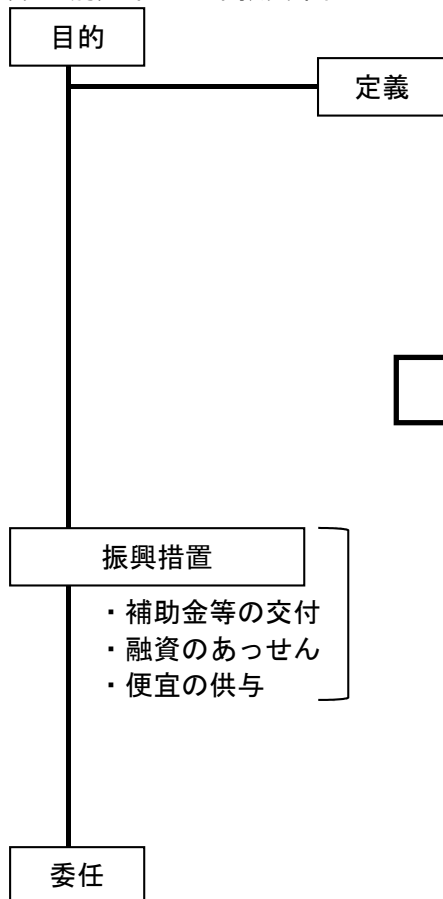 目的
定義
振興措置
・補助金等の交付
・融資のあっせん
・便宜の供与
委任